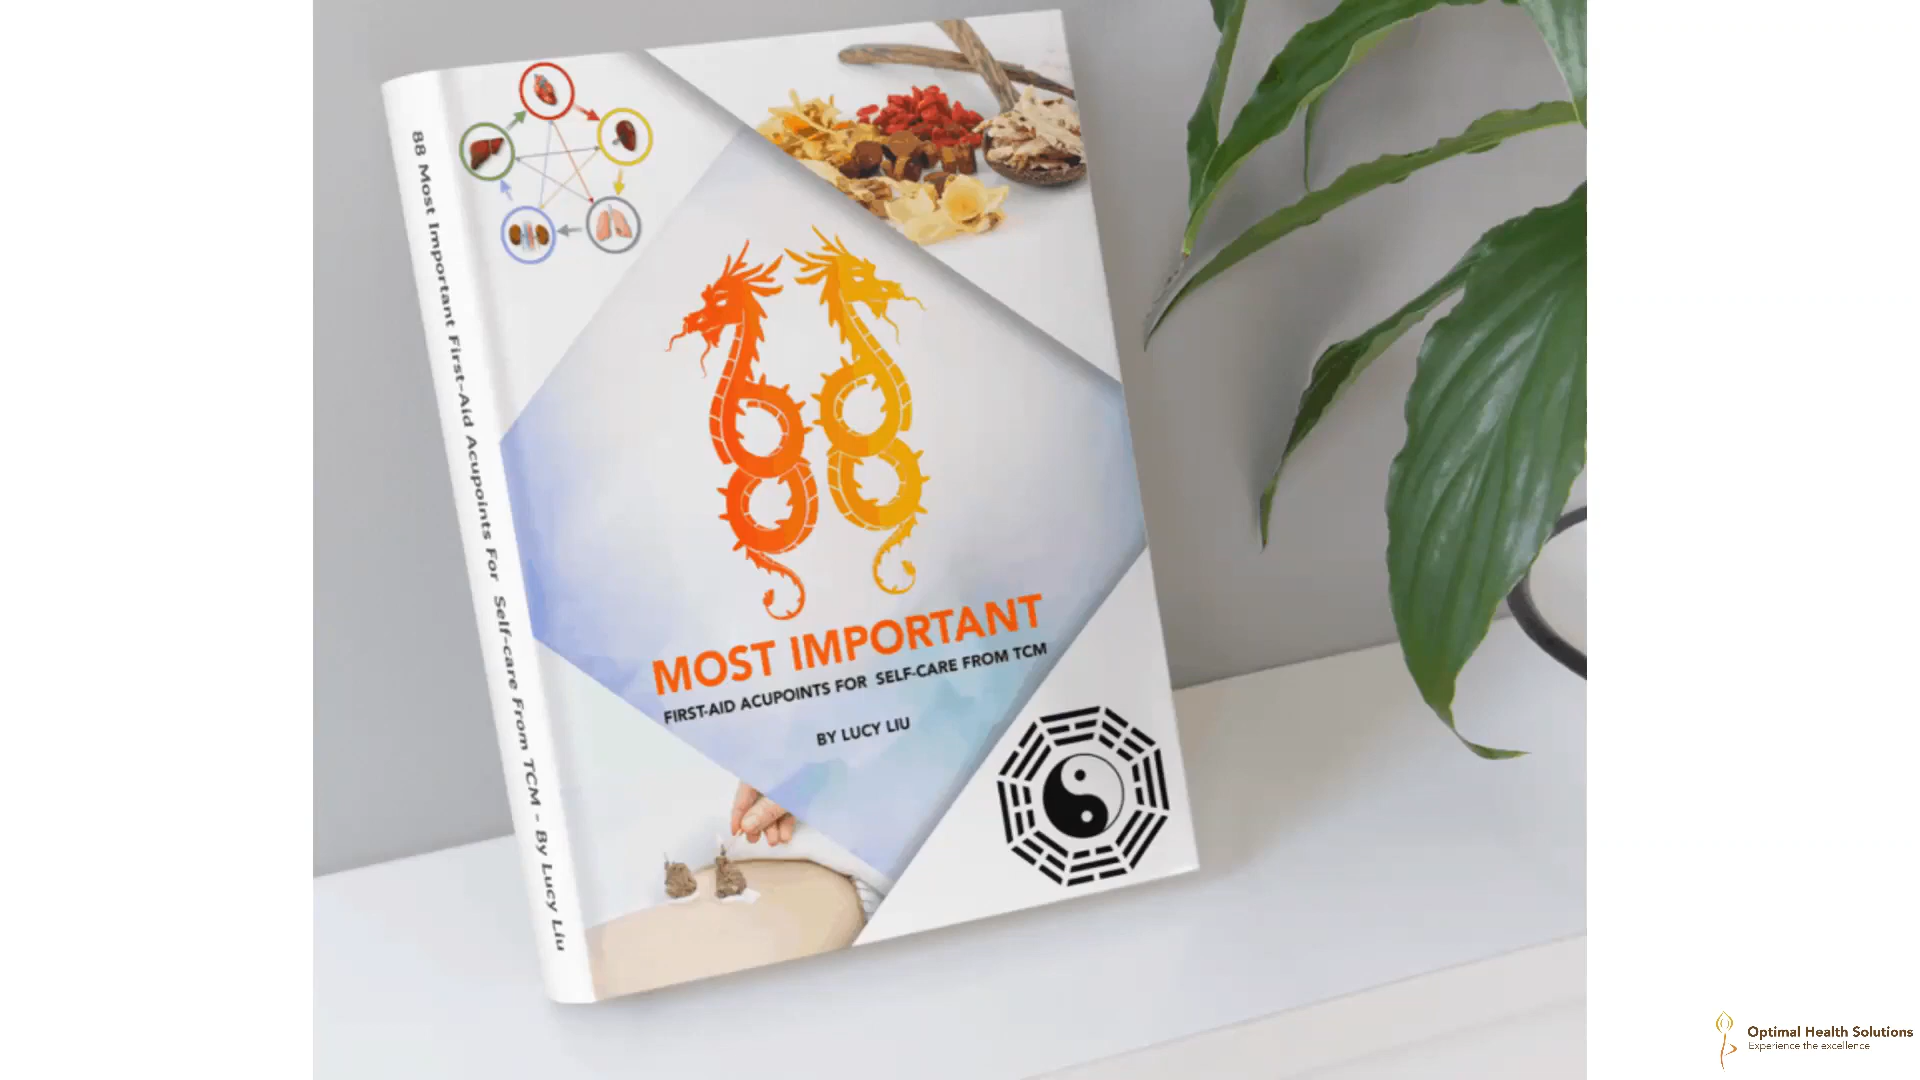 88 Most Important First-Aid Acupoints For Self-care From TCM - By Lucy Liu
MOST IMPORTANT
FIRST-AID ACUPOINTS FOR SELF-CARE FROM TCM
BY LUCY LIU
Optimal Health Solutions
Experience the excellence